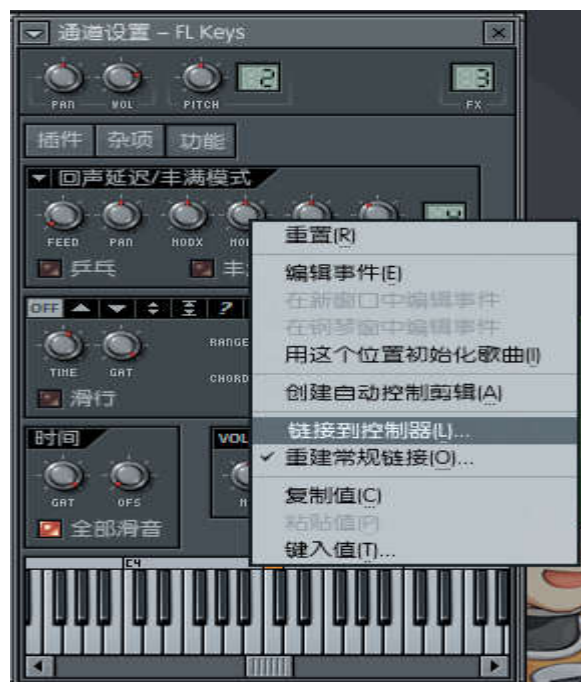 通道设置 – FL Keys
PAN VOL PITCH 2 3 FX
插件 杂项 功能
回声延迟/丰满模式
FEED PAN MODX
乒乓 丰
重置(R)
编辑事件(E)
在新窗口中编辑事件
在钢琴窗中编辑事件
用这个位置初始化歌曲(I)
创建自动控制剪辑(A)
链接到控制器(L)...
重建常规链接(O)...
复制值(C)
粘贴值(P)
键入值(T)...
OFF ?
TIME GAT RANGE
CHORD
滑行
时间 VOL
GAT OFS
全部滑音
C4